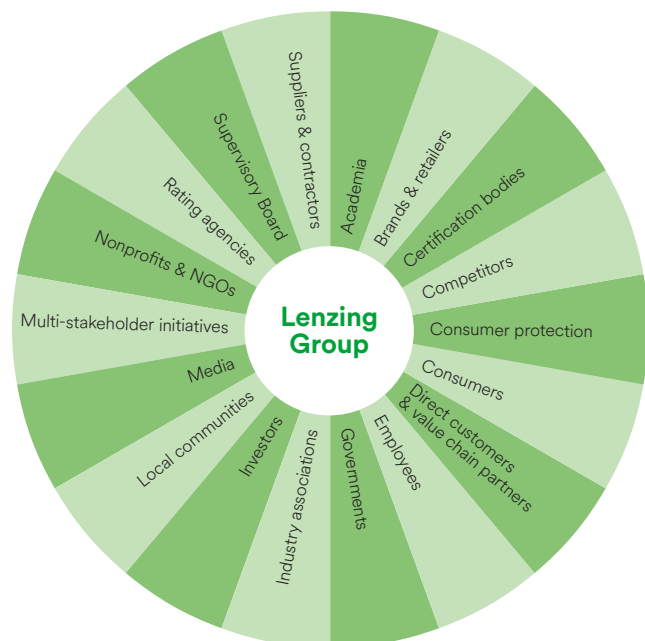 Lenzing
Group
Academia
Brands & retailers
Certification bodies
Competitors
Consumer protection
Consumers
Direct customers
& value chain partners
Employees
Governments
Industry associations
Investors
Local communities
Media
Multi-stakeholder initiatives
Nonprofits & NGOs
Rating agencies
Supervisory Board
Suppliers & contractors